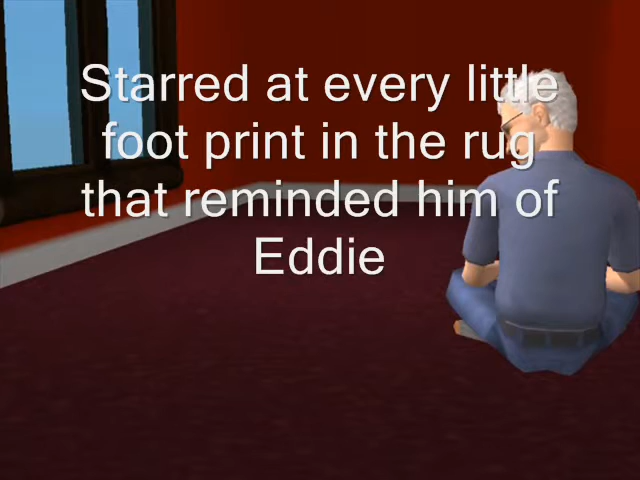 Starred at every little
foot print in the rug
that reminded him of
Eddie